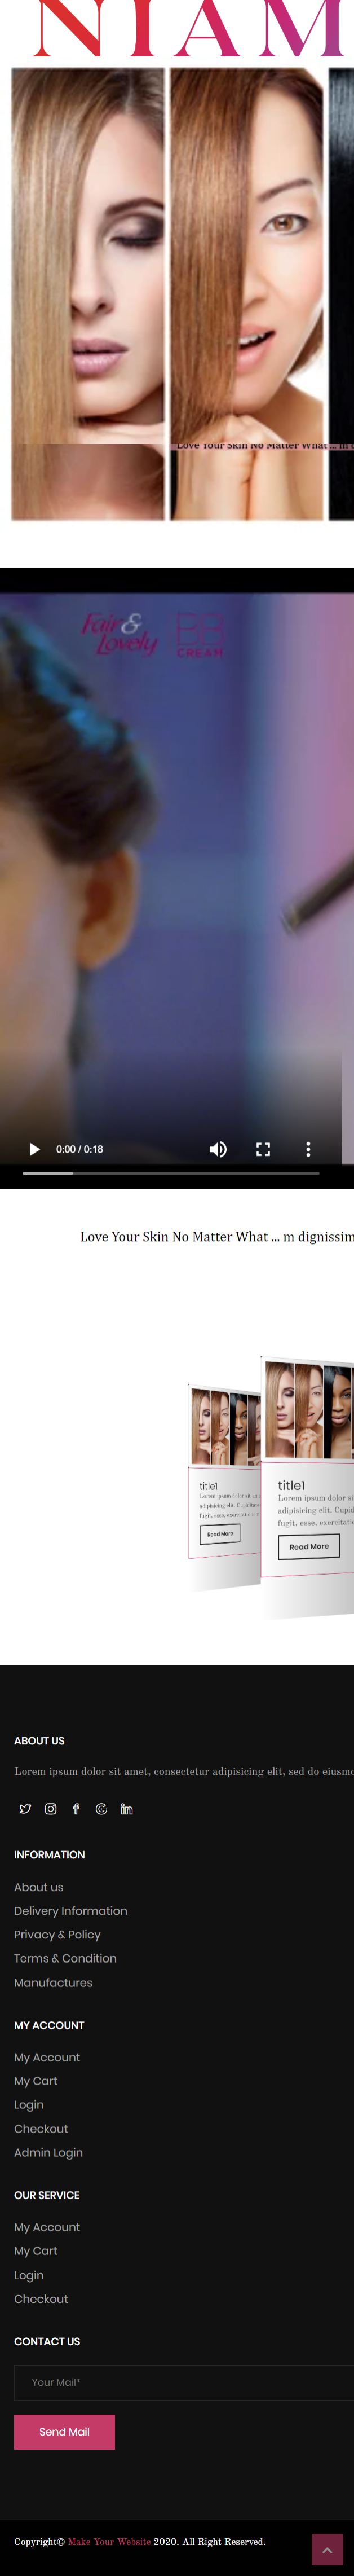 NIAM
Love Your Skin No Matter What ... m d
Fair & Lovely
BB CREAM
0:00 / 0:18
Love Your Skin No Matter What ... m dignissim
title1
Lorem ipsum dolor sit ame
adipisicing elit. Cupiditate
fugit, esse, exercitationem
Read More
title1
Lorem ipsum dolor si
adipisicing elit. Cupid
fugit, esse, exercitatio
Read More
ABOUT US
Lorem ipsum dolor sit amet, consectetur adipisicing elit, sed do eiusmo
INFORMATION
About us
Delivery Information
Privacy & Policy
Terms & Condition
Manufactures
MY ACCOUNT
My Account
My Cart
Login
Checkout
Admin Login
OUR SERVICE
My Account
My Cart
Login
Checkout
CONTACT US
Your Mail*
Send Mail
Copyright© Make Your Website 2020. All Right Reserved.